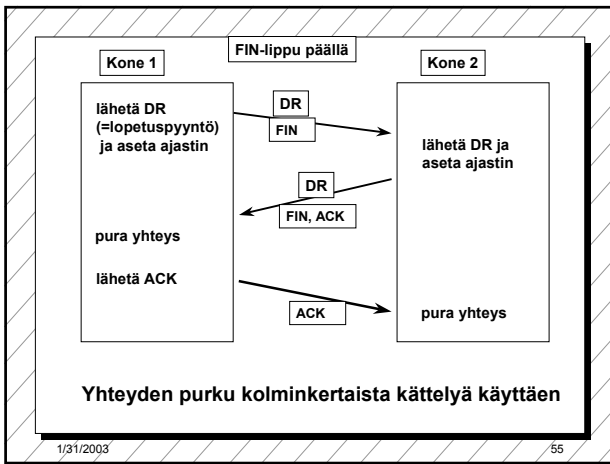 FIN-lippu päällä
Kone 1
Kone 2
lähetä DR
(=lopetuspyyntö)
ja aseta ajastin
DR
FIN
lähetä DR ja
aseta ajastin
DR
FIN, ACK
pura yhteys
lähetä ACK
ACK
pura yhteys
Yhteyden purku kolminkertaista kättelyä käyttäen
1/31/2003
55